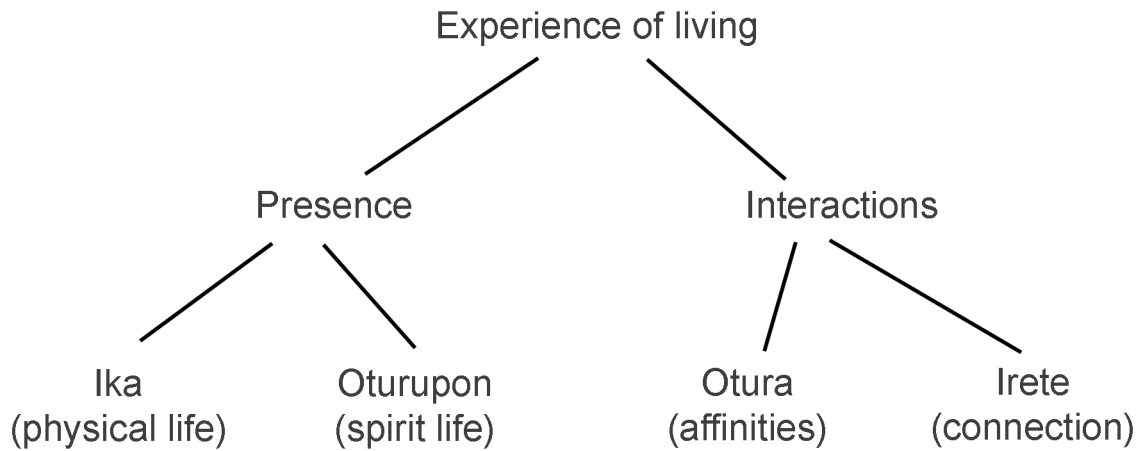 Experience of living
Presence
Interactions
Ika
(physical life)
Oturupon
(spirit life)
Otura
(affinities)
Irete
(connection)